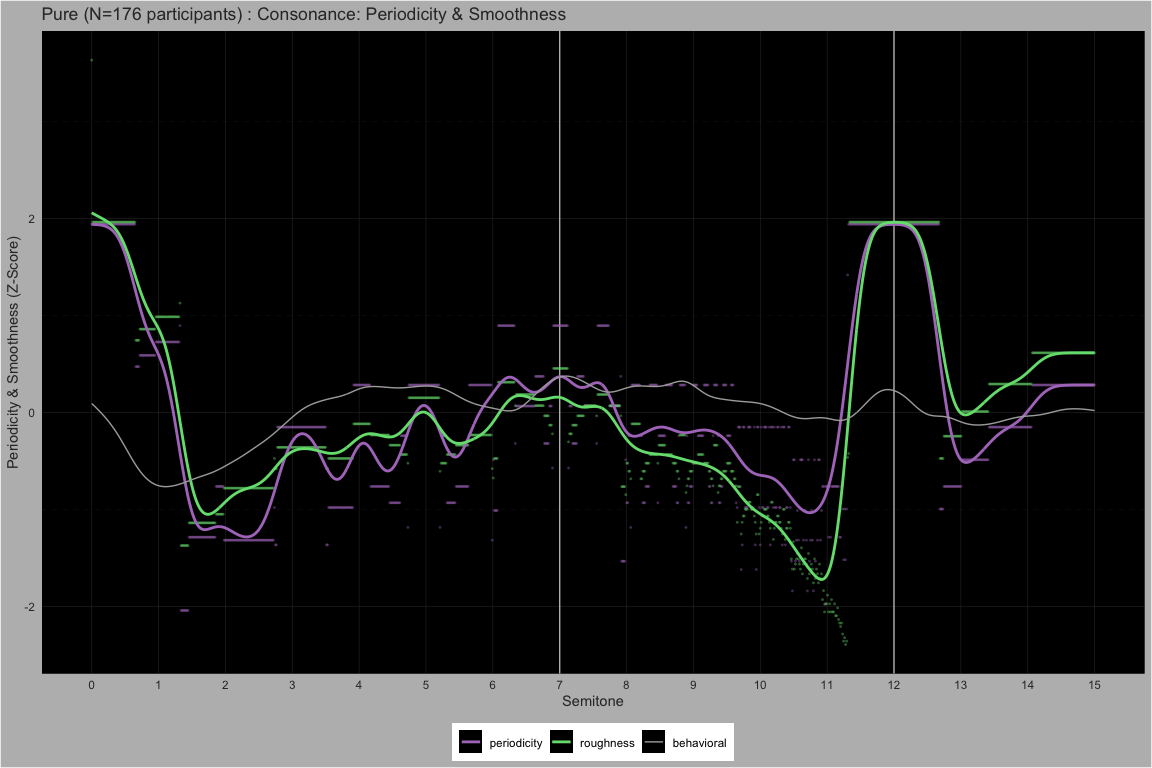 Pure (N=176 participants) : Consonance: Periodicity & Smoothness
Periodicity & Smoothness (Z-Score)
2
0
-2
0 1 2 3 4 5 6 7 8 9 10 11 12 13 14 15
Semitone
periodicity roughness behavioral